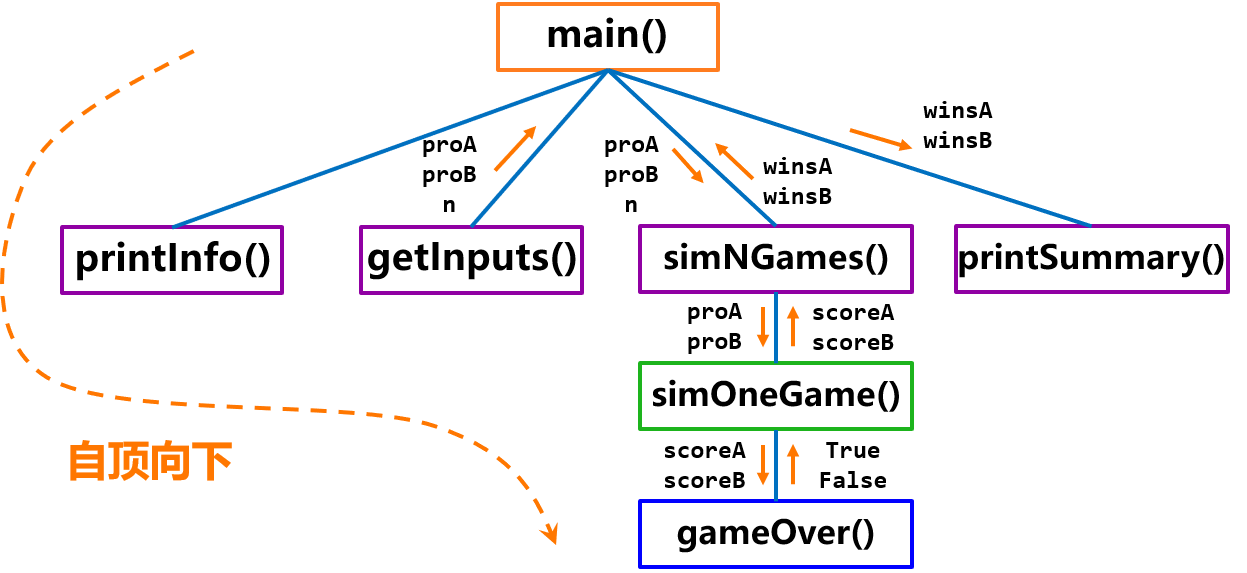 main()
winsA
winsB
proA
proB
n
proA
proB
n
winsA
winsB
printInfo()
getInputs()
simNGames()
printSummary()
proA
proB
scoreA
scoreB
simOneGame()
自顶向下
scoreA
scoreB
True
False
gameOver()